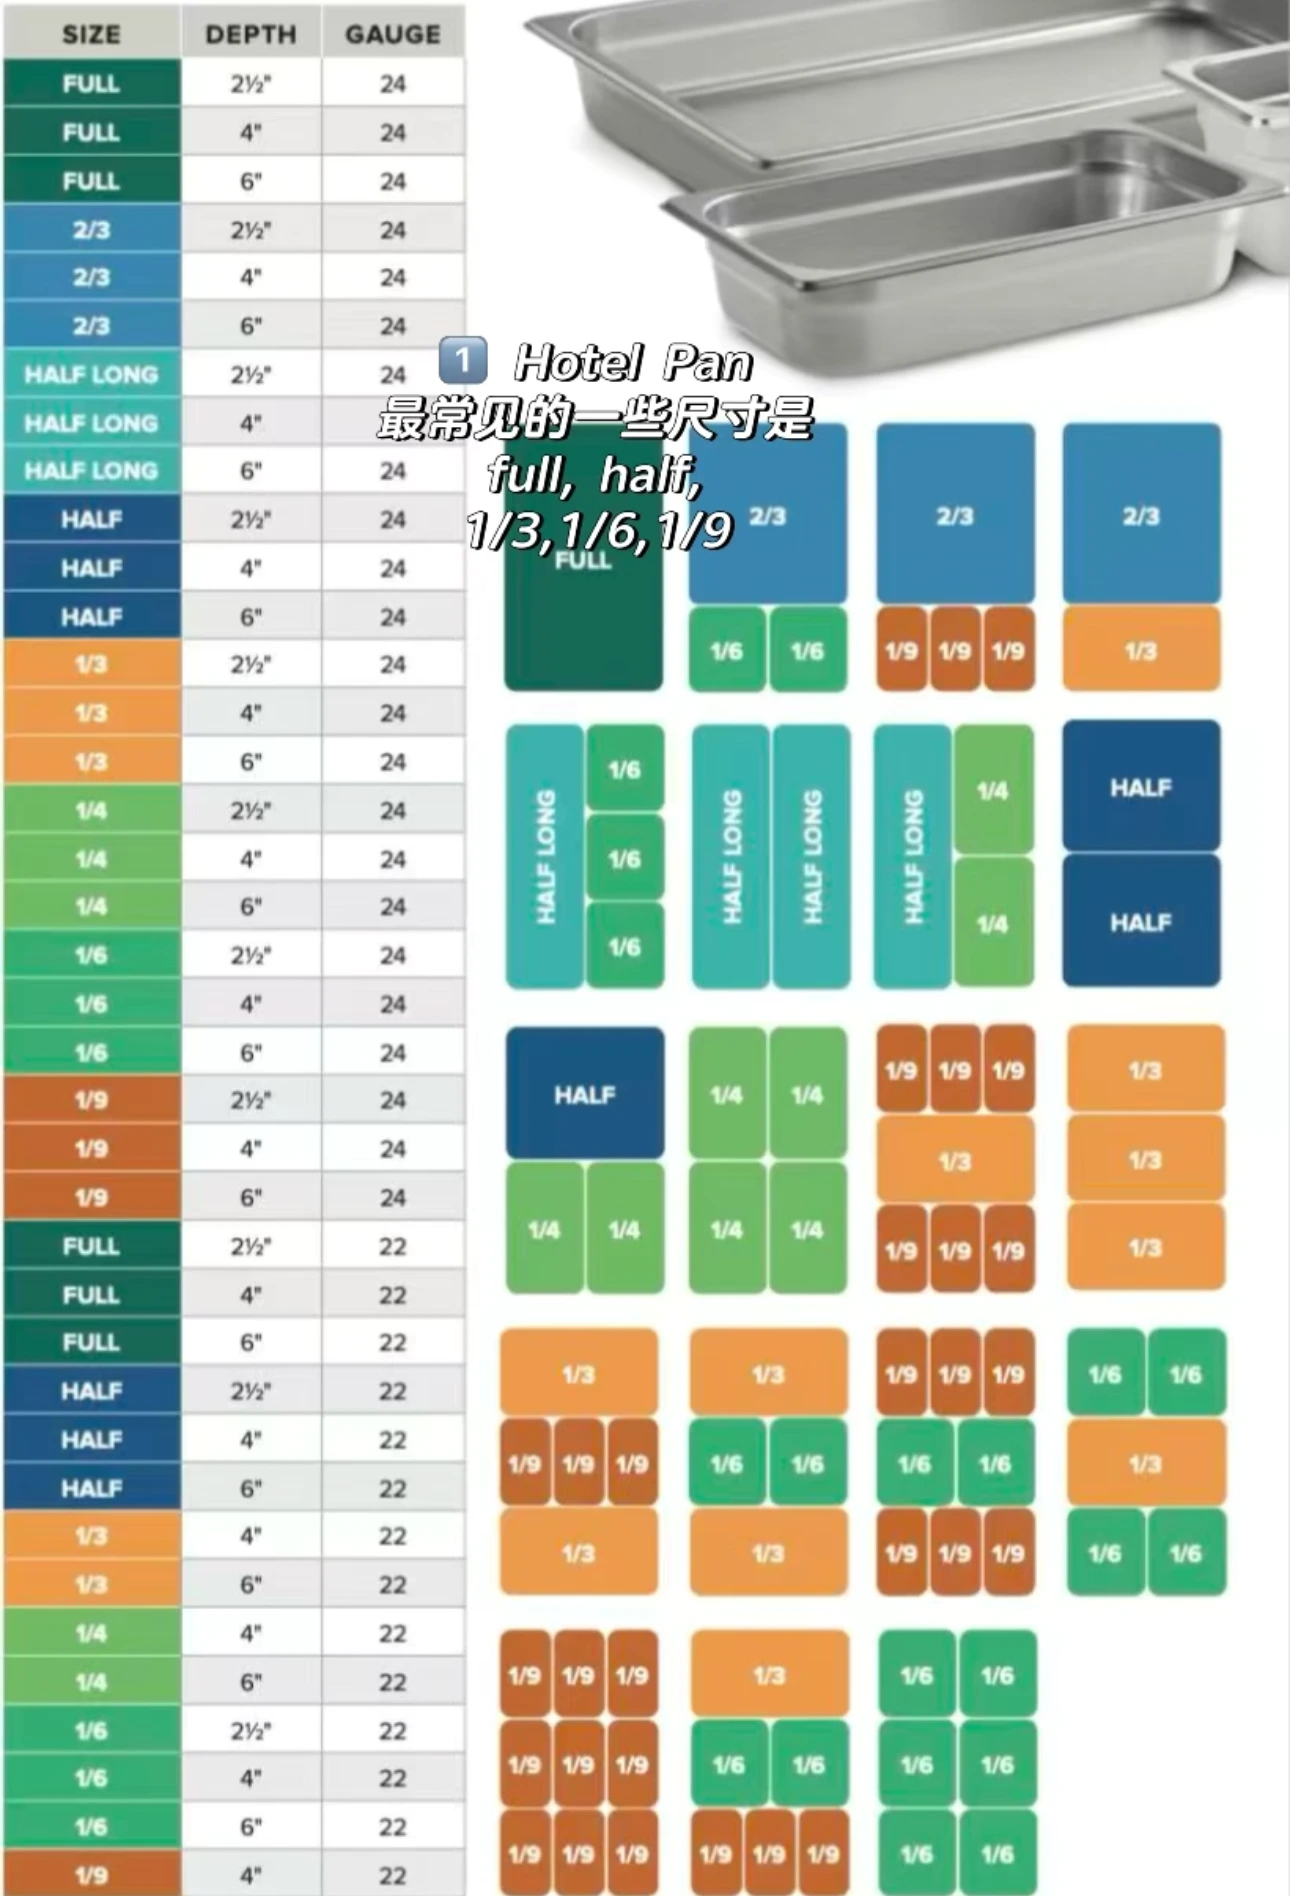 SIZE DEPTH GAUGE
FULL 2½" 24
FULL 4" 24
FULL 6" 24
2/3 2½" 24
2/3 4" 24
2/3 6" 24
HALF LONG 2½" 24
HALF LONG 4"
HALF LONG 6" 24
HALF 2½" 24
HALF 4" 24
HALF 6" 24
1/3 2½" 24
1/3 4" 24
1/3 6" 24
1/4 2½" 24
1/4 4" 24
1/4 6" 24
1/6 2½" 24
1/6 4" 24
1/6 6" 24
1/9 2½" 24
1/9 4" 24
1/9 6" 24
FULL 2½" 22
FULL 4" 22
FULL 6" 22
HALF 2½" 22
HALF 4" 22
HALF 6" 22
1/3 4" 22
1/3 6" 22
1/4 4" 22
1/4 6" 22
1/6 2½" 22
1/6 4" 22
1/6 6" 22
1/9 4" 22
1 Hotel Pan
最常见的一些尺寸是
full, half,
1/3,1/6,1/9
FULL
2/3
1/6 1/6
2/3
1/9 1/9 1/9
2/3
1/3
HALF LONG
1/6
1/6
1/6
HALF LONG
HALF LONG
HALF LONG
1/4
1/4
HALF
HALF
HALF
1/4 1/4
1/4 1/4
1/4 1/4
1/9 1/9 1/9
1/3
1/9 1/9 1/9
1/3
1/3
1/3
1/3
1/9 1/9 1/9
1/3
1/3
1/6 1/6
1/3
1/9 1/9 1/9
1/6 1/6
1/9 1/9 1/9
1/6 1/6
1/3
1/6 1/6
1/9 1/9 1/9
1/9 1/9 1/9
1/9 1/9 1/9
1/3
1/6 1/6
1/9 1/9 1/9
1/6 1/6
1/6 1/6
1/6 1/6